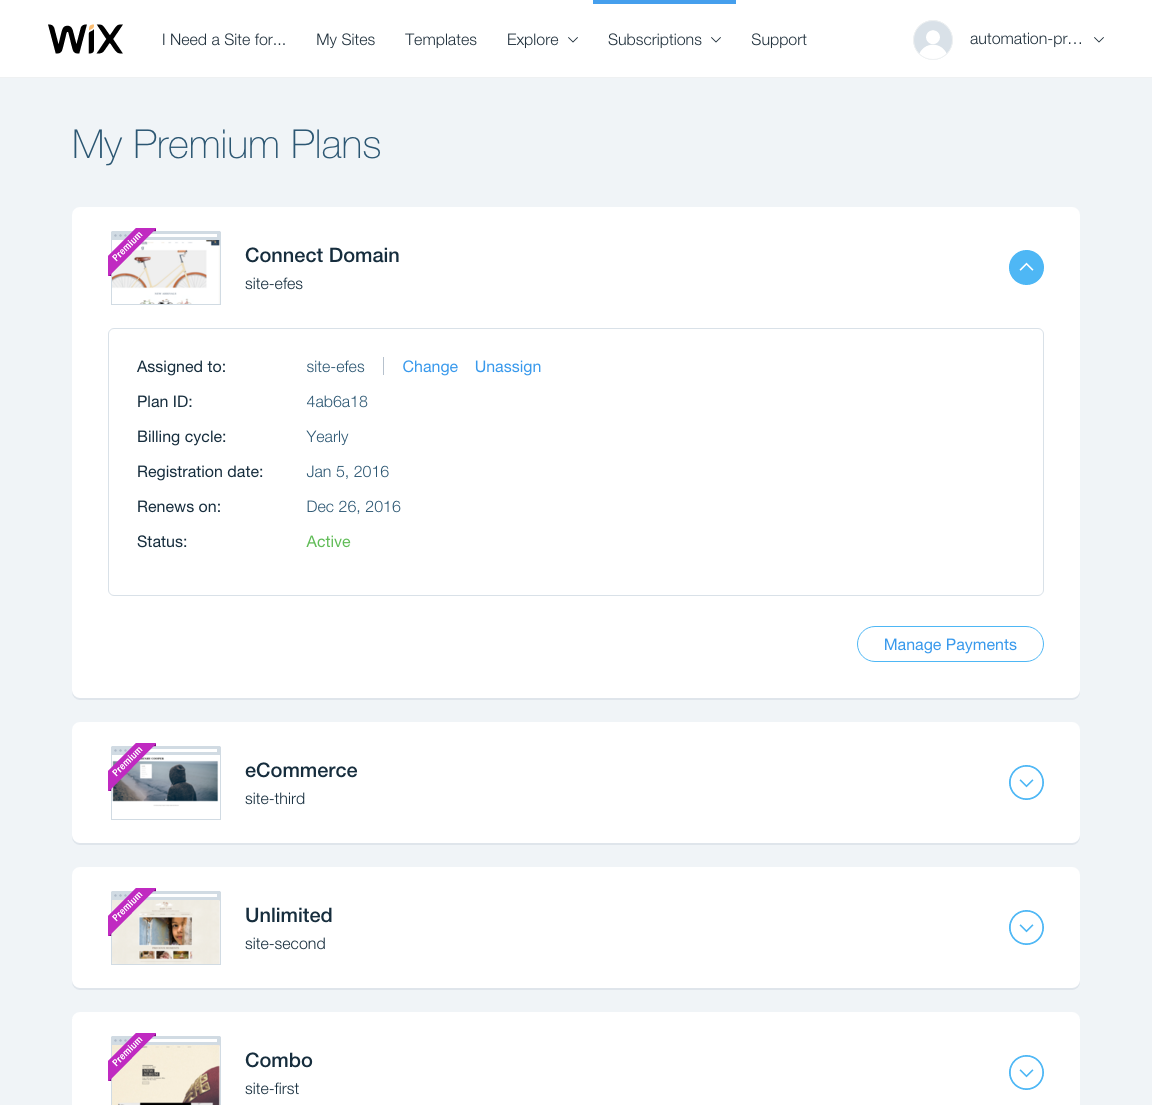 WiX
I Need a Site for... My Sites Templates Explore Subscriptions Support automation-pr...
My Premium Plans
Premium
Connect Domain
site-efes
Assigned to: site-efes Change Unassign
Plan ID: 4ab6a18
Billing cycle: Yearly
Registration date: Jan 5, 2016
Renews on: Dec 26, 2016
Status: Active
Manage Payments
Premium
eCommerce
site-third
Premium
Unlimited
site-second
Premium
Combo
site-first